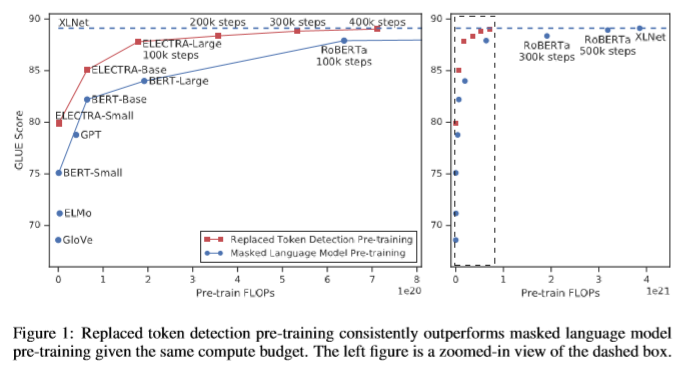 90
85
80
75
70
GLUE Score
XLNet
200k steps
300k steps
400k steps
ELECTRA-Large
100k steps
RoBERTa
100k steps
ELECTRA-Base
BERT-Large
BERT-Base
ELECTRA-Small
GPT
BERT-Small
ELMo
GloVe
Replaced Token Detection Pre-training
Masked Language Model Pre-training
0 1 2 3 4 5 6 7 8
Pre-train FLOPs
1e20
90
85
80
75
70
RoBERTa
300k steps
RoBERTa
500k steps
XLNet
0 1 2 3 4
Pre-train FLOPs
1e21
Figure 1: Replaced token detection pre-training consistently outperforms masked language model
pre-training given the same compute budget. The left figure is a zoomed-in view of the dashed box.